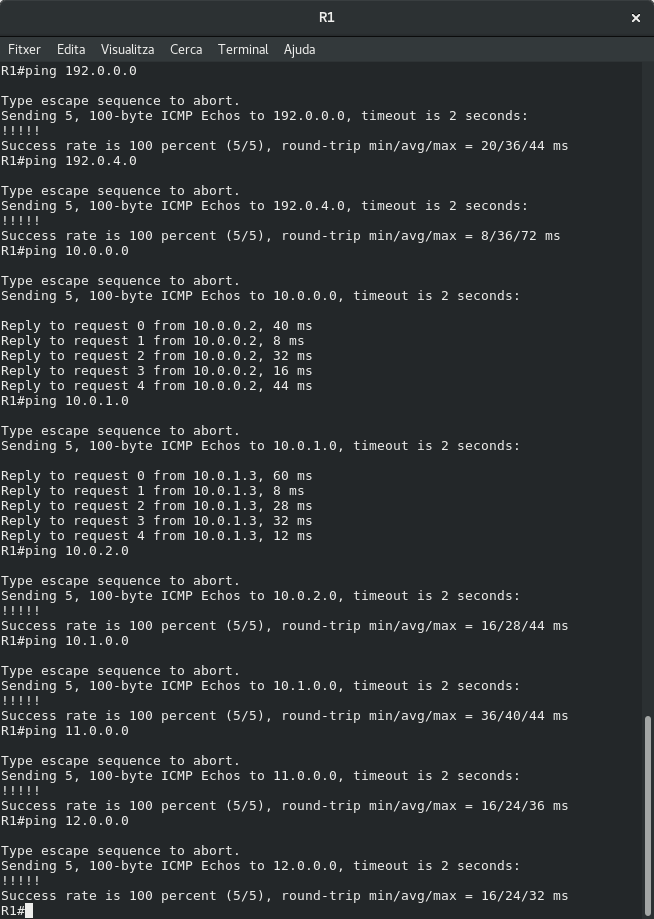 R1
Fitxer Edita Visualitza Cerca Terminal Ajuda
R1#ping 192.0.0.0
Type escape sequence to abort.
Sending 5, 100-byte ICMP Echos to 192.0.0.0, timeout is 2 seconds:
!!!!!
Success rate is 100 percent (5/5), round-trip min/avg/max = 20/36/44 ms
R1#ping 192.0.4.0
Type escape sequence to abort.
Sending 5, 100-byte ICMP Echos to 192.0.4.0, timeout is 2 seconds:
!!!!!
Success rate is 100 percent (5/5), round-trip min/avg/max = 8/36/72 ms
R1#ping 10.0.0.0
Type escape sequence to abort.
Sending 5, 100-byte ICMP Echos to 10.0.0.0, timeout is 2 seconds:
Reply to request 0 from 10.0.0.2, 40 ms
Reply to request 1 from 10.0.0.2, 8 ms
Reply to request 2 from 10.0.0.2, 32 ms
Reply to request 3 from 10.0.0.2, 16 ms
Reply to request 4 from 10.0.0.2, 44 ms
R1#ping 10.0.1.0
Type escape sequence to abort.
Sending 5, 100-byte ICMP Echos to 10.0.1.0, timeout is 2 seconds:
Reply to request 0 from 10.0.1.3, 60 ms
Reply to request 1 from 10.0.1.3, 8 ms
Reply to request 2 from 10.0.1.3, 28 ms
Reply to request 3 from 10.0.1.3, 32 ms
Reply to request 4 from 10.0.1.3, 12 ms
R1#ping 10.0.2.0
Type escape sequence to abort.
Sending 5, 100-byte ICMP Echos to 10.0.2.0, timeout is 2 seconds:
!!!!!
Success rate is 100 percent (5/5), round-trip min/avg/max = 16/28/44 ms
R1#ping 10.1.0.0
Type escape sequence to abort.
Sending 5, 100-byte ICMP Echos to 10.1.0.0, timeout is 2 seconds:
!!!!!
Success rate is 100 percent (5/5), round-trip min/avg/max = 36/40/44 ms
R1#ping 11.0.0.0
Type escape sequence to abort.
Sending 5, 100-byte ICMP Echos to 11.0.0.0, timeout is 2 seconds:
!!!!!
Success rate is 100 percent (5/5), round-trip min/avg/max = 16/24/36 ms
R1#ping 12.0.0.0
Type escape sequence to abort.
Sending 5, 100-byte ICMP Echos to 12.0.0.0, timeout is 2 seconds:
!!!!!
Success rate is 100 percent (5/5), round-trip min/avg/max = 16/24/32 ms
R1#